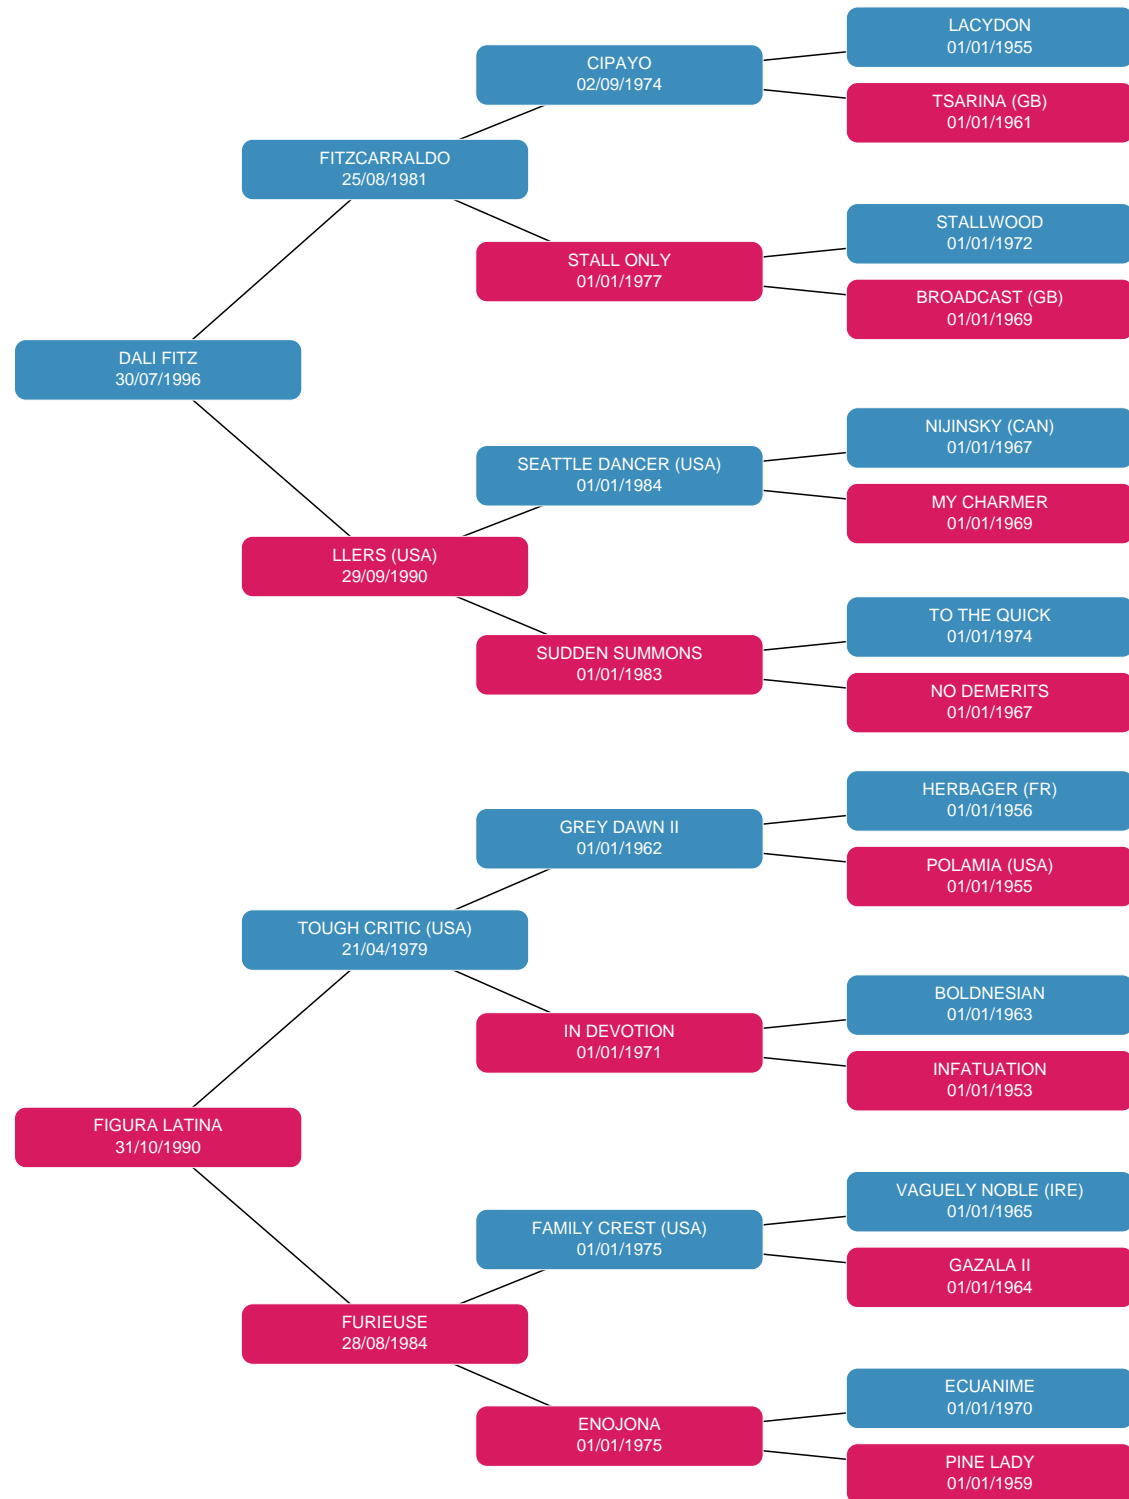 LACYDON
01/01/1955
CIPAYO
02/09/1974
TSARINA (GB)
01/01/1961
FITZCARRALDO
25/08/1981
STALLWOOD
01/01/1972
STALL ONLY
01/01/1977
BROADCAST (GB)
01/01/1969
DALI FITZ
30/07/1996
NIJINSKY (CAN)
01/01/1967
SEATTLE DANCER (USA)
01/01/1984
MY CHARMER
01/01/1969
LLERS (USA)
29/09/1990
TO THE QUICK
01/01/1974
SUDDEN SUMMONS
01/01/1983
NO DEMERITS
01/01/1967
HERBAGER (FR)
01/01/1956
GREY DAWN II
01/01/1962
POLAMIA (USA)
01/01/1955
TOUGH CRITIC (USA)
21/04/1979
BOLDNESIAN
01/01/1963
IN DEVOTION
01/01/1971
INFATUATION
01/01/1953
FIGURA LATINA
31/10/1990
VAGUELY NOBLE (IRE)
01/01/1965
FAMILY CREST (USA)
01/01/1975
GAZALA II
01/01/1964
FURIEUSE
28/08/1984
ECUANIME
01/01/1970
ENOJONA
01/01/1975
PINE LADY
01/01/1959